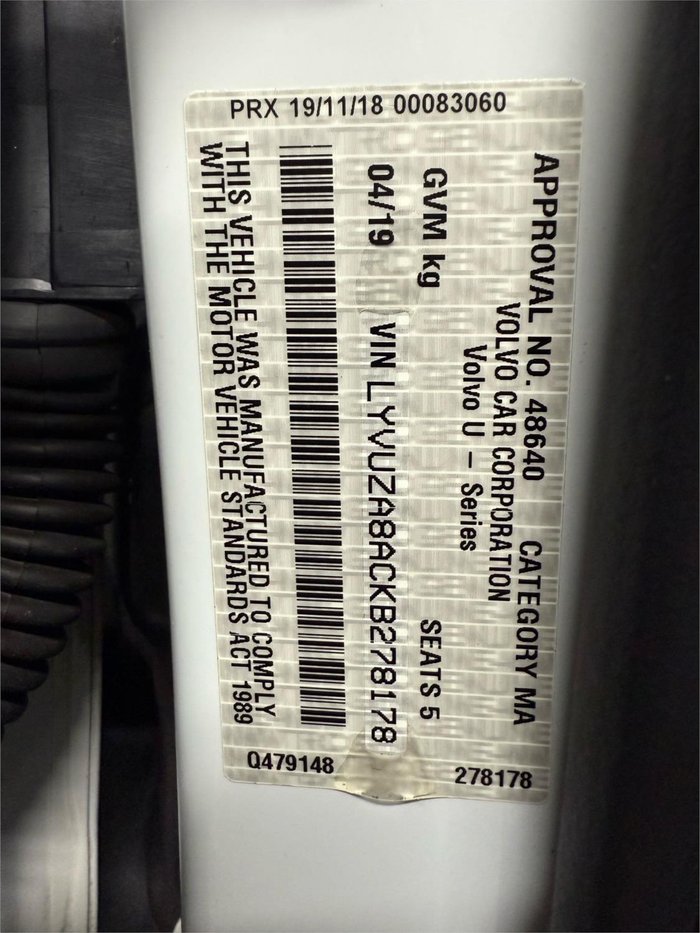 PRX 19/11/18 00083060
APPROVAL NO. 48640 CATEGORY MA
VOLVO CAR CORPORATION
Volvo U - Series
GVM kg SEATS 5
04/19 VIN LYVUZA8ACKB278178
THIS VEHICLE WAS MANUFACTURED TO COMPLY
WITH THE MOTOR VEHICLE STANDARDS ACT 1989
Q479148 278178